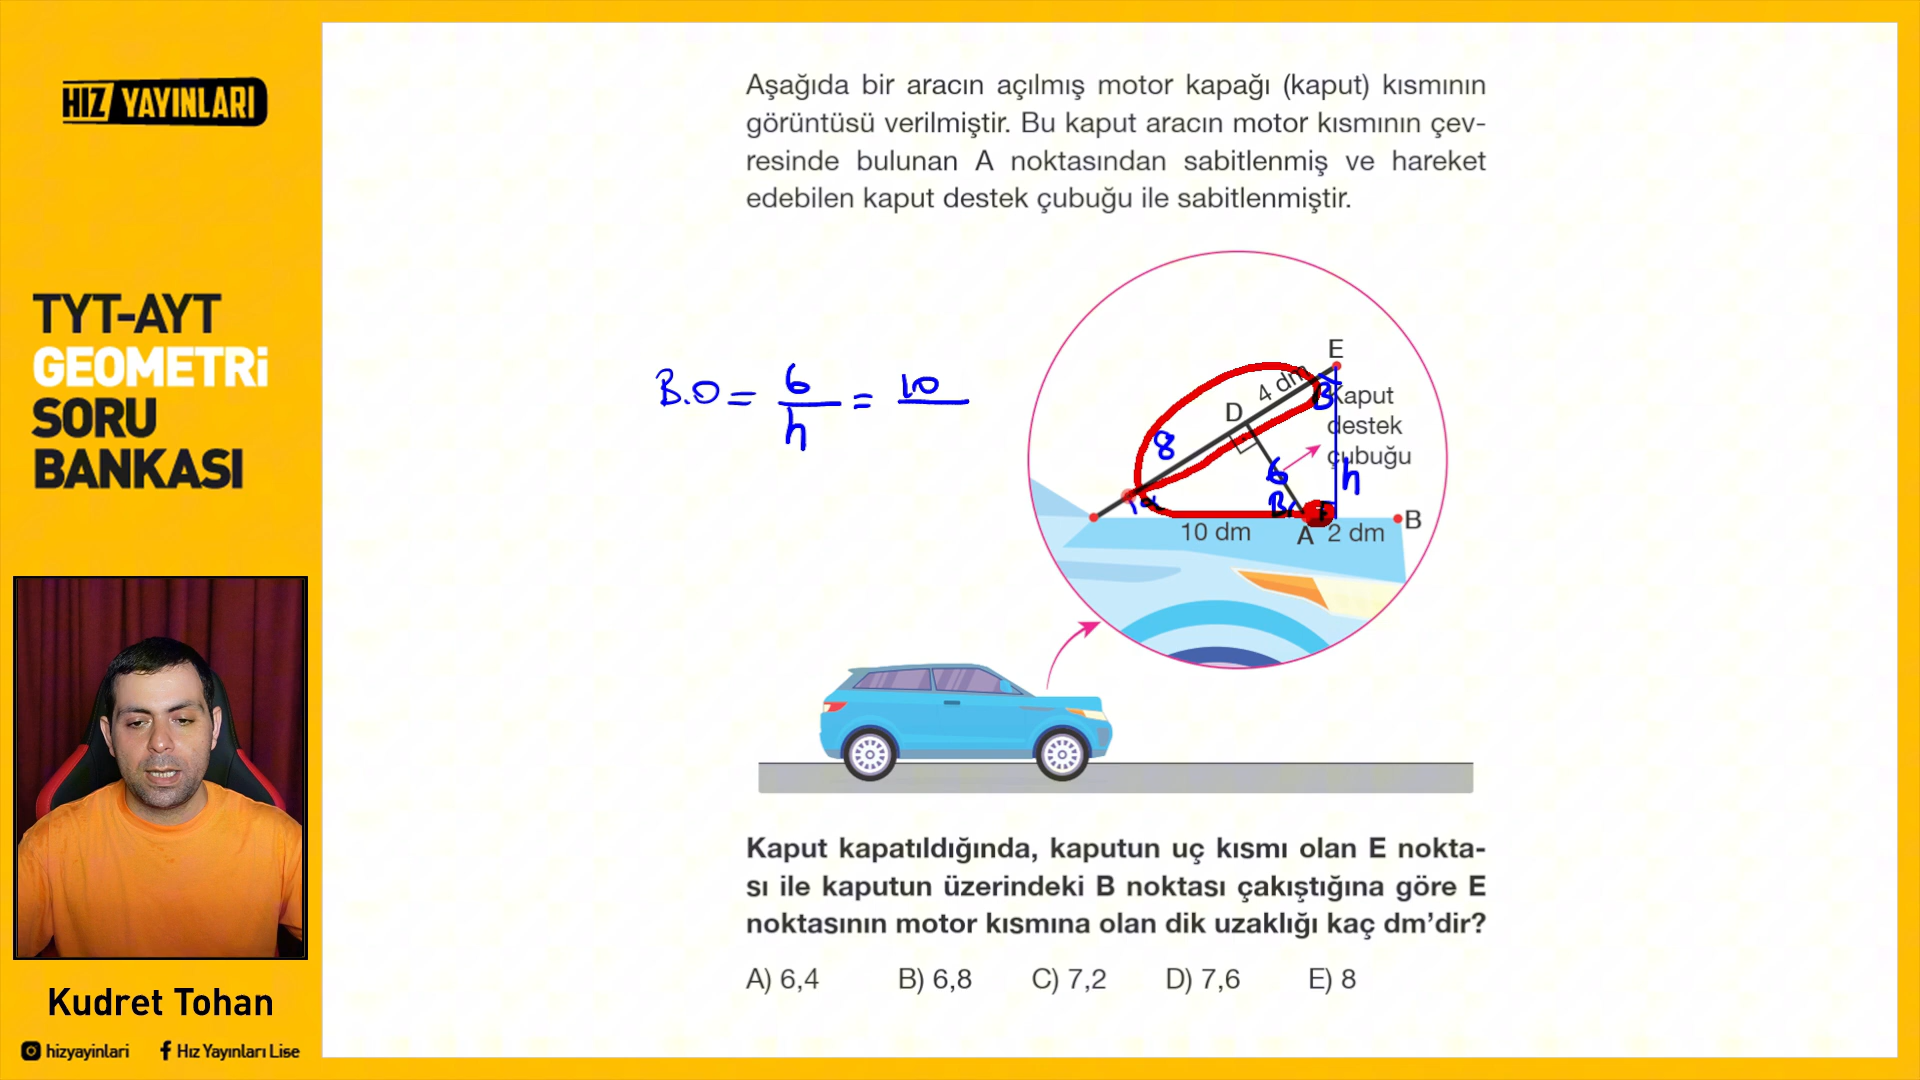 HIZ YAYINLARI
TYT-AYT
GEOMETRİ
SORU
BANKASI
Kudret Tohan
hizyayinlari
Hız Yayınları Lise
Aşağıda bir aracın açılmış motor kapağı (kaput) kısmının
görüntüsü verilmiştir. Bu kaput aracın motor kısmının çev-
resinde bulunan A noktasından sabitlenmiş ve hareket
edebilen kaput destek çubuğu ile sabitlenmiştir.
B.O = 6/h = 10
E
4 dm
D
B
Kaput
destek
çubuğu
8
6
h
B
10 dm
A
2 dm
B
Kaput kapatıldığında, kaputun uç kısmı olan E nokta-
sı ile kaputun üzerindeki B noktası çakıştığına göre E
noktasının motor kısmına olan dik uzaklığı kaç dm’dir?
A) 6,4 B) 6,8 C) 7,2 D) 7,6 E) 8